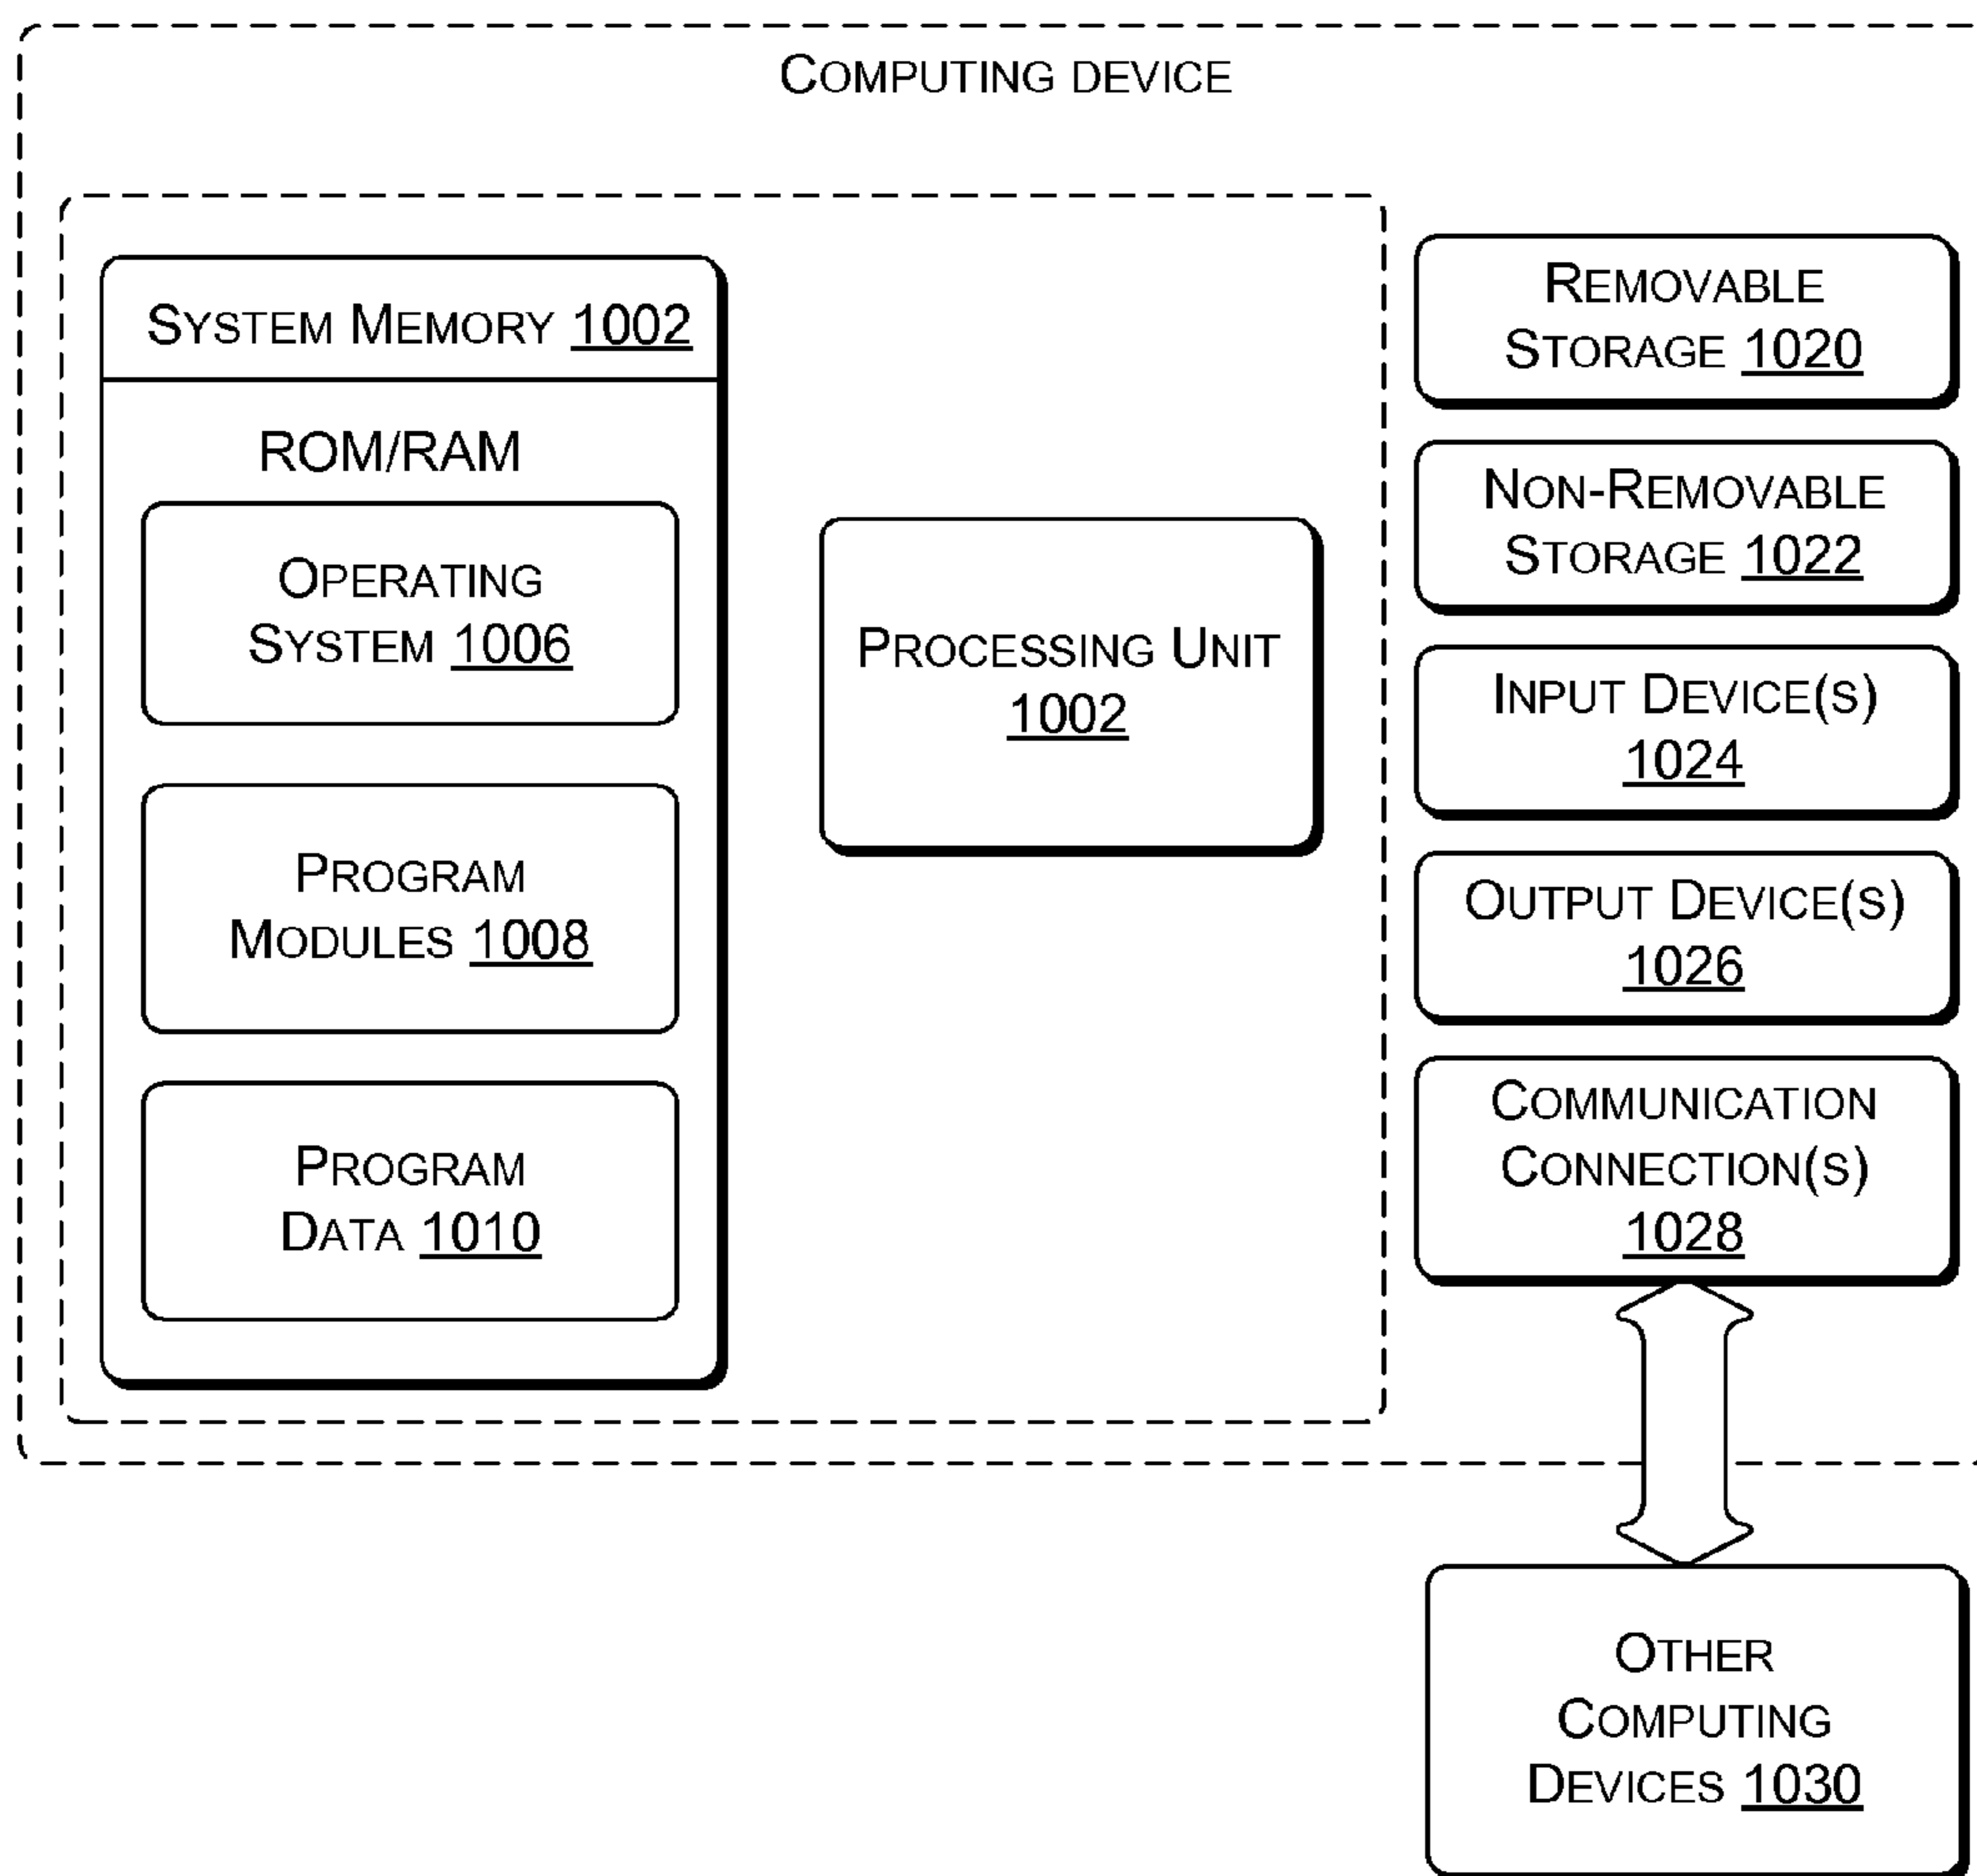 COMPUTING DEVICE
SYSTEM MEMORY 1002
ROM/RAM
OPERATING
SYSTEM 1006
PROGRAM
MODULES 1008
PROGRAM
DATA 1010
PROCESSING UNIT
1002
REMOVABLE
STORAGE 1020
NON-REMOVABLE
STORAGE 1022
INPUT DEVICE(S)
1024
OUTPUT DEVICE(S)
1026
COMMUNICATION
CONNECTION(S)
1028
OTHER
COMPUTING
DEVICES 1030